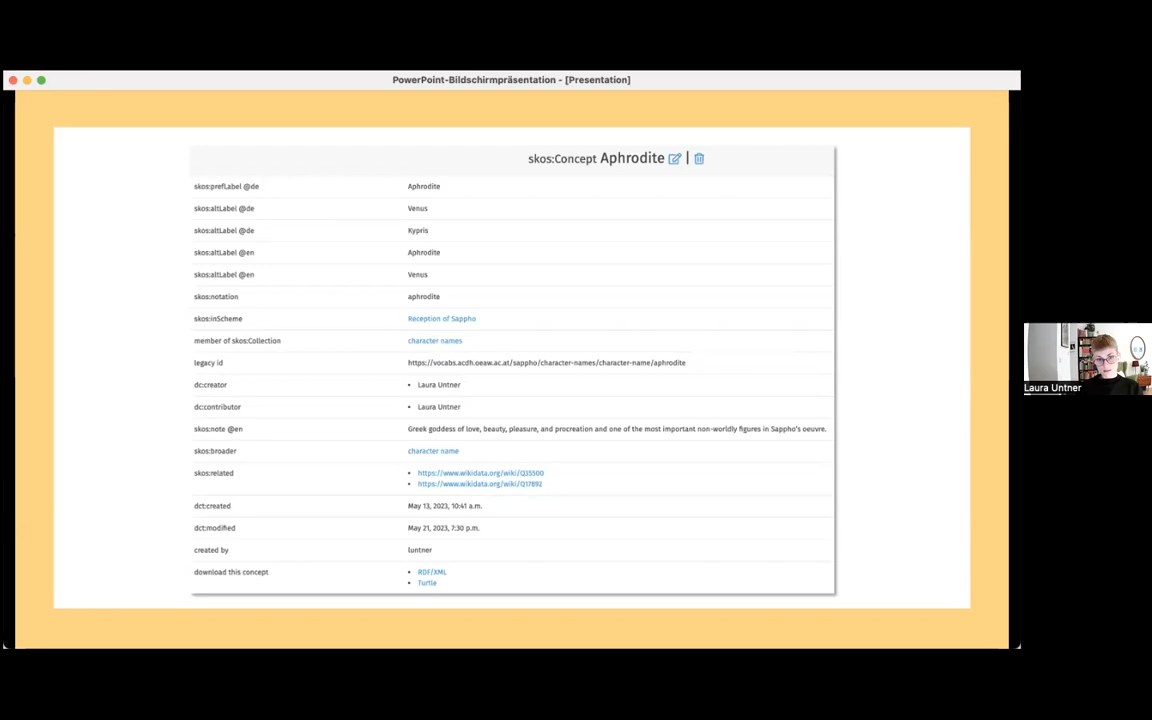 PowerPoint-Bildschirmpräsentation - [Presentation]
skos:Concept Aphrodite |
skos:prefLabel @de Aphrodite
skos:altLabel @de Venus
skos:altLabel @de Kypris
skos:altLabel @en Aphrodite
skos:altLabel @en Venus
skos:notation aphrodite
skos:inScheme Reception of Sappho
member of skos:Collection character names
legacy id https://vocabs.acdh.oeaw.ac.at/sappho/character-names/character-name/aphrodite
dc:creator • Laura Untner
dc:contributor • Laura Untner
skos:note @en Greek goddess of love, beauty, pleasure, and procreation and one of the most important non-worldly figures in Sappho's oeuvre.
skos:broader character name
skos:related • https://www.wikidata.org/wiki/Q35500
• https://www.wikidata.org/wiki/Q17892
dct:created May 13, 2023, 10:41 a.m.
dct:modified May 21, 2023, 7:30 p.m.
created by luntner
download this concept • RDF/XML
• Turtle
Laura Untner